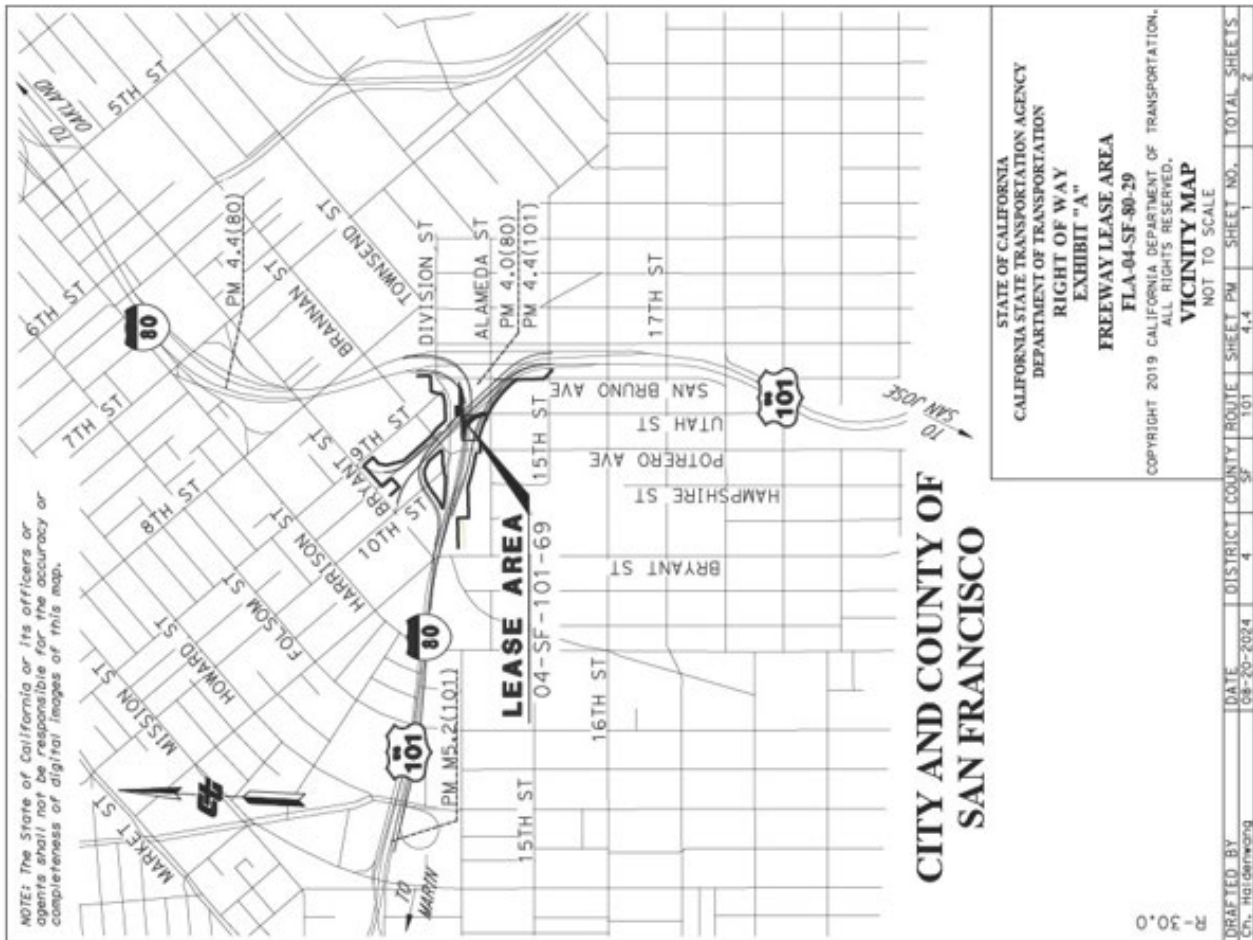 NOTE: The State of California or its officers or
agents shall not be responsible for the accuracy or
completeness of digital images of this map.
MARKET ST
MISSION ST
HOWARD ST
FOLSOM ST
HARRISON ST
BRYANT ST
BRANNAN ST
TOWNSEND ST
5TH ST
6TH ST
7TH ST
8TH ST
9TH ST
10TH ST
TO
OAKLAND
80
PM 4.4(80)
DIVISION ST
ALAMEDA ST
PM 4.0(80)
PM 4.4(101)
17TH ST
TO
MARIN
US
101
PM M5.2(101)
80
LEASE AREA
04-SF-101-69
15TH ST
15TH ST
16TH ST
SAN BRUNO AVE
UTAH ST
POTRERO AVE
HAMPSHIRE ST
BRYANT ST
US
101
TO
SAN JOSE
CITY AND COUNTY OF
SAN FRANCISCO
STATE OF CALIFORNIA
CALIFORNIA STATE TRANSPORTATION AGENCY
DEPARTMENT OF TRANSPORTATION
RIGHT OF WAY
EXHIBIT "A"
FREEWAY LEASE AREA
FLA-04-SF-80-29
COPYRIGHT 2019 CALIFORNIA DEPARTMENT OF TRANSPORTATION.
ALL RIGHTS RESERVED.
VICINITY MAP
NOT TO SCALE
R-30.0
DRAFTED BY DATE DISTRICT COUNTY ROUTE SHEET PM SHEET NO. TOTAL SHEETS
Ch. Haidenwang 08-20-2024 4 SF 101 4.4 1 2